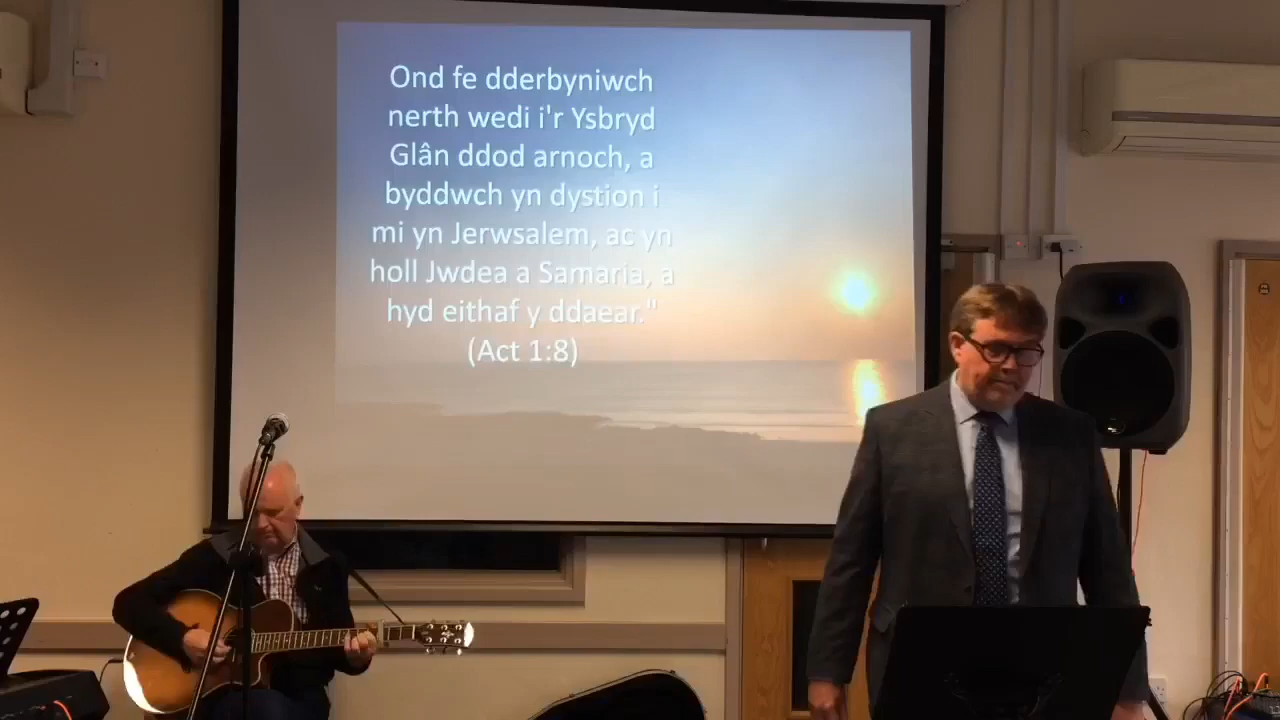 Ond fe dderbyniwch
nerth wedi i'r Ysbryd
Glân ddod arnoch, a
byddwch yn dystion i
mi yn Jerwsalem, ac yn
holl Jwdea a Samaria, a
hyd eithaf y ddaear."
(Act 1:8)